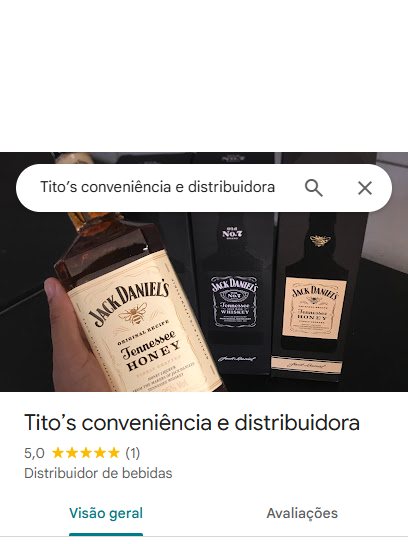 Tito's conveniência e distribuidora
Old
No.7
BRAND
JACK DANIEL'S
JACK DANIEL'S
JACK DANIEL'S
Tennessee
WHISKEY
Tennessee
HONEY
ORIGINAL RECIPE
Tennessee
HONEY
Tito's conveniência e distribuidora
5,0 ★★★★★ (1)
Distribuidor de bebidas
Visão geral Avaliações